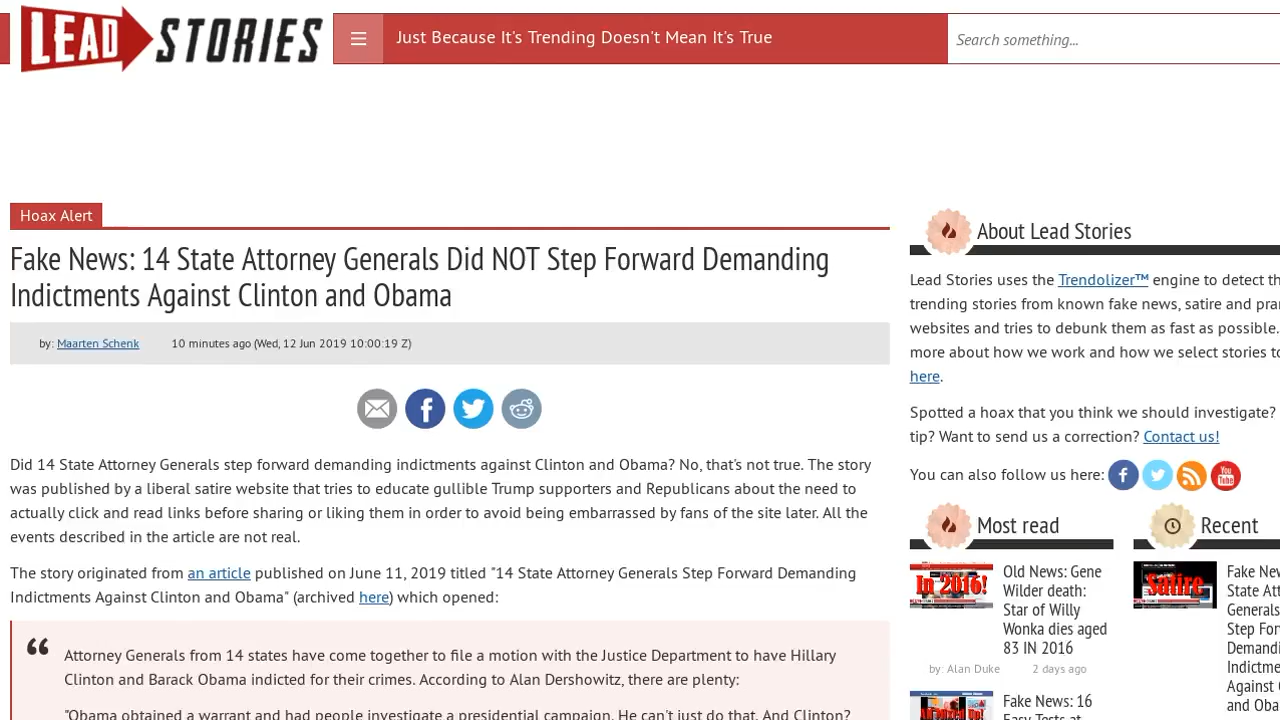 LEAD STORIES
Just Because It's Trending Doesn't Mean It's True
Search something...
Hoax Alert
Fake News: 14 State Attorney Generals Did NOT Step Forward Demanding
Indictments Against Clinton and Obama
by: Maarten Schenk 10 minutes ago (Wed, 12 Jun 2019 10:00:19 Z)
Did 14 State Attorney Generals step forward demanding indictments against Clinton and Obama? No, that's not true. The story
was published by a liberal satire website that tries to educate gullible Trump supporters and Republicans about the need to
actually click and read links before sharing or liking them in order to avoid being embarrassed by fans of the site later. All the
events described in the article are not real.
The story originated from an article published on June 11, 2019 titled "14 State Attorney Generals Step Forward Demanding
Indictments Against Clinton and Obama" (archived here) which opened:
Attorney Generals from 14 states have come together to file a motion with the Justice Department to have Hillary
Clinton and Barack Obama indicted for their crimes. According to Alan Dershowitz, there are plenty:
"Obama obtained a warrant and had people investigate a presidential campaign. He can't just do that. And Clinton?
About Lead Stories
Lead Stories uses the Trendolizer™ engine to detect
trending stories from known fake news, satire and
websites and tries to debunk them as fast as possible.
more about how we work and how we select stories
here.
Spotted a hoax that you think we should investigate?
tip? Want to send us a correction? Contact us!
You can also follow us here:
Most read
In 2016!
Old News: Gene
Wilder death:
Star of Willy
Wonka dies aged
83 IN 2016
by: Alan Duke 2 days ago
Fake News: 16
Easy Tests at
Recent
Satire
Fake
State
Generals
Step
Against
and